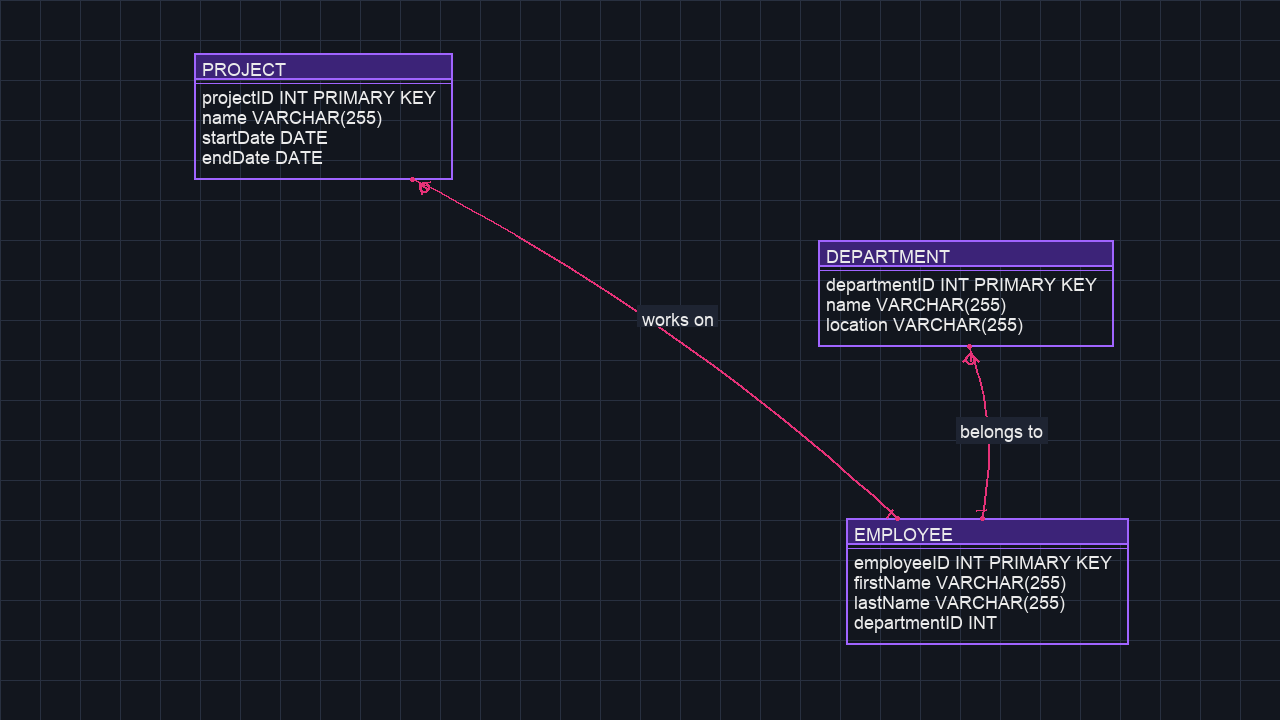 PROJECT
projectID INT PRIMARY KEY
name VARCHAR(255)
startDate DATE
endDate DATE
DEPARTMENT
departmentID INT PRIMARY KEY
name VARCHAR(255)
location VARCHAR(255)
works on
belongs to
EMPLOYEE
employeeID INT PRIMARY KEY
firstName VARCHAR(255)
lastName VARCHAR(255)
departmentID INT